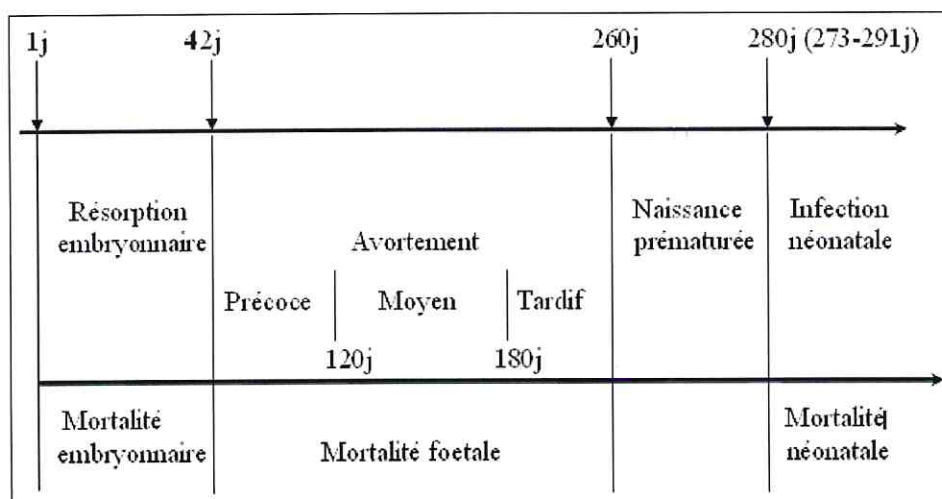 1j 42j 260j 280j (273-291j)
Résorption
embryonnaire
Avortement
Naissance
prématurée
Infection
néonatale
Précoce Moyen Tardif
120j 180j
Mortalité
embryonnaire
Mortalité foetale
Mortalité
néonatale